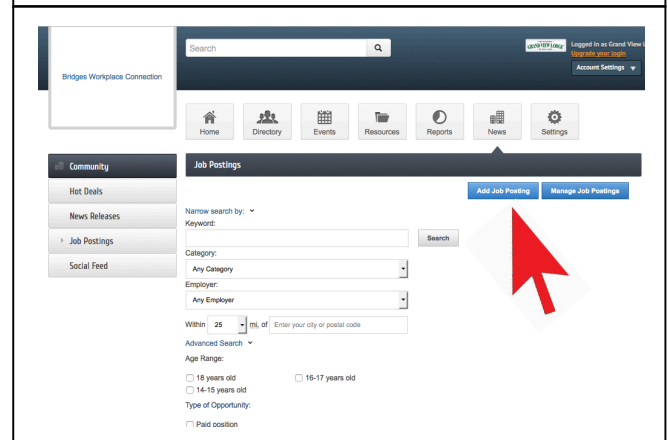 Search
GRAND VIEW LODGE
Logged in as Grand View L
Upgrade your login
Account Settings
Bridges Workplace Connection
Home
Directory
Events
Resources
Reports
News
Settings
Community
Hot Deals
News Releases
Job Postings
Social Feed
Job Postings
Add Job Posting
Manage Job Postings
Narrow search by:
Keyword:
Search
Category:
Any Category
Employer:
Any Employer
Within 25 mi. of Enter your city or postal code
Advanced Search
Age Range:
18 years old 16-17 years old
14-15 years old
Type of Opportunity:
Paid position